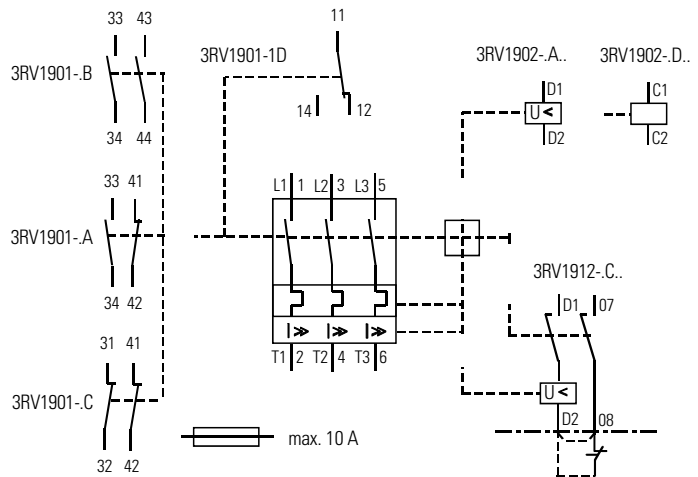 33 43
3RV1901-.B
34 44
33 41
3RV1901-.A
34 42
31 41
3RV1901-.C
32 42
11
3RV1901-1D
14 12
L1 1 L2 3 L3 5
I>> I>> I>>
T1 2 T2 4 T3 6
max. 10 A
3RV1902-.A..
D1
U<
D2
3RV1902-.D..
C1
C2
3RV1912-.C..
D1 07
U<
D2 08